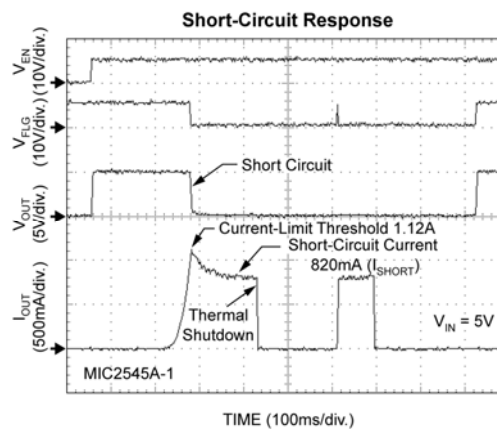 Short-Circuit Response
V_EN
(10V/div.)
V_FLG
(10V/div.)
V_OUT
(5V/div.)
I_OUT
(500mA/div.)
Short Circuit
Current-Limit Threshold 1.12A
Short-Circuit Current
820mA (I_SHORT)
Thermal
Shutdown
V_IN = 5V
MIC2545A-1
TIME (100ms/div.)